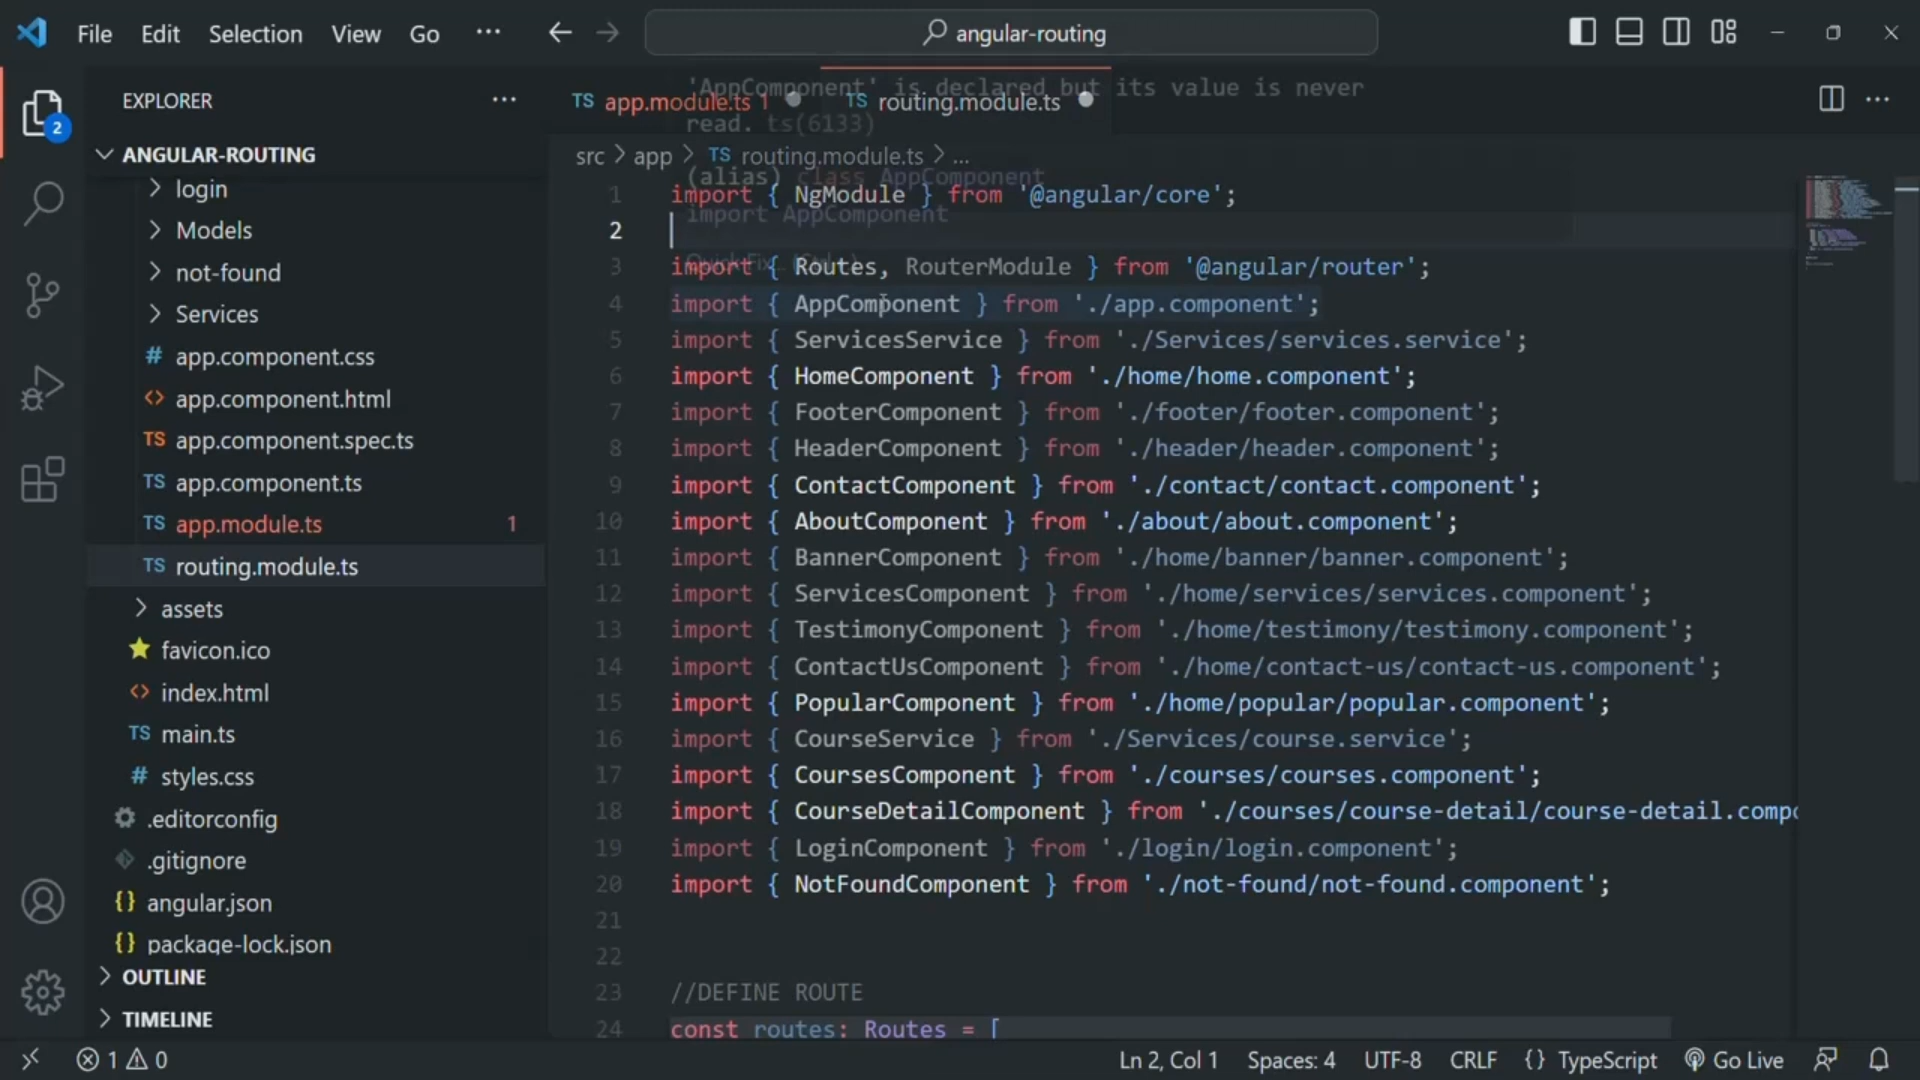 File Edit Selection View Go ···
angular-routing
EXPLORER
ANGULAR-ROUTING
login
Models
not-found
Services
# app.component.css
<> app.component.html
TS app.component.spec.ts
TS app.component.ts
TS app.module.ts 1
TS routing.module.ts
assets
favicon.ico
<> index.html
TS main.ts
# styles.css
.editorconfig
.gitignore
{} angular.json
{} package-lock.json
OUTLINE
TIMELINE
2
TS app.module.ts 1
TS routing.module.ts
'AppComponent' is declared but its value is never
read. ts(6133)
src > app > TS routing.module.ts > ...
(alias) class AppComponent
import AppComponent
Quick Fix...
1 import { NgModule } from '@angular/core';
2
3 import { Routes, RouterModule } from '@angular/router';
4 import { AppComponent } from './app.component';
5 import { ServicesService } from './Services/services.service';
6 import { HomeComponent } from './home/home.component';
7 import { FooterComponent } from './footer/footer.component';
8 import { HeaderComponent } from './header/header.component';
9 import { ContactComponent } from './contact/contact.component';
10 import { AboutComponent } from './about/about.component';
11 import { BannerComponent } from './home/banner/banner.component';
12 import { ServicesComponent } from './home/services/services.component';
13 import { TestimonyComponent } from './home/testimony/testimony.component';
14 import { ContactUsComponent } from './home/contact-us/contact-us.component';
15 import { PopularComponent } from './home/popular/popular.component';
16 import { CourseService } from './Services/course.service';
17 import { CoursesComponent } from './courses/courses.component';
18 import { CourseDetailComponent } from './courses/course-detail/course-detail.compo
19 import { LoginComponent } from './login/login.component';
20 import { NotFoundComponent } from './not-found/not-found.component';
21
22
23 //DEFINE ROUTE
24 const routes: Routes = [
1 0
Ln 2, Col 1 Spaces: 4 UTF-8 CRLF {} TypeScript Go Live